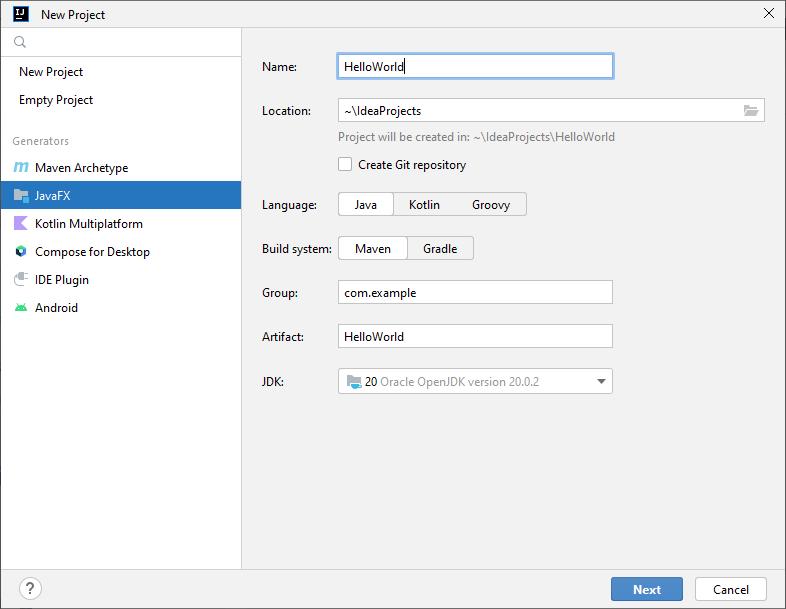 IJ
New Project
New Project
Empty Project
Generators
m Maven Archetype
JavaFX
Kotlin Multiplatform
Compose for Desktop
IDE Plugin
Android
Name: HelloWorld
Location: ~\IdeaProjects
Project will be created in: ~\IdeaProjects\HelloWorld
Create Git repository
Language: Java Kotlin Groovy
Build system: Maven Gradle
Group: com.example
Artifact: HelloWorld
JDK: 20 Oracle OpenJDK version 20.0.2
? Next Cancel